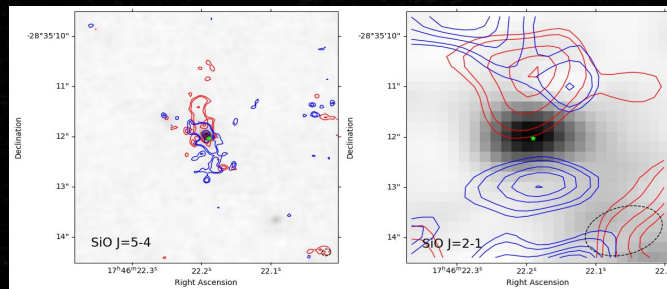 -28°35'10"
11"
12"
13"
14"
Declination
SiO J=5-4
17ʰ46ᵐ22.3ˢ
22.2ˢ
22.1ˢ
Right Ascension
-28°35'10"
11"
12"
13"
14"
Declination
SiO J=2-1
17ʰ46ᵐ22.3ˢ
22.2ˢ
22.1ˢ
22.
Right Ascension